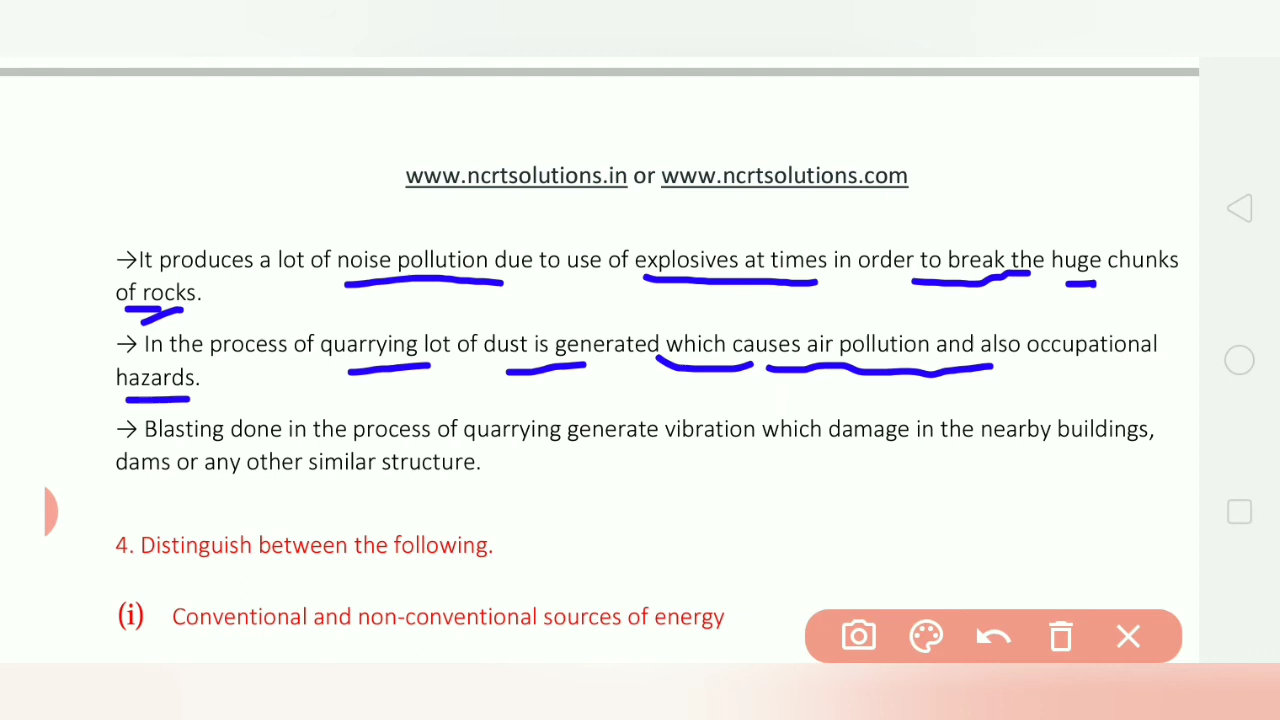 www.ncrtsolutions.in or www.ncrtsolutions.com
→It produces a lot of noise pollution due to use of explosives at times in order to break the huge chunks
of rocks.
→ In the process of quarrying lot of dust is generated which causes air pollution and also occupational
hazards.
→ Blasting done in the process of quarrying generate vibration which damage in the nearby buildings,
dams or any other similar structure.
4. Distinguish between the following.
(i) Conventional and non-conventional sources of energy